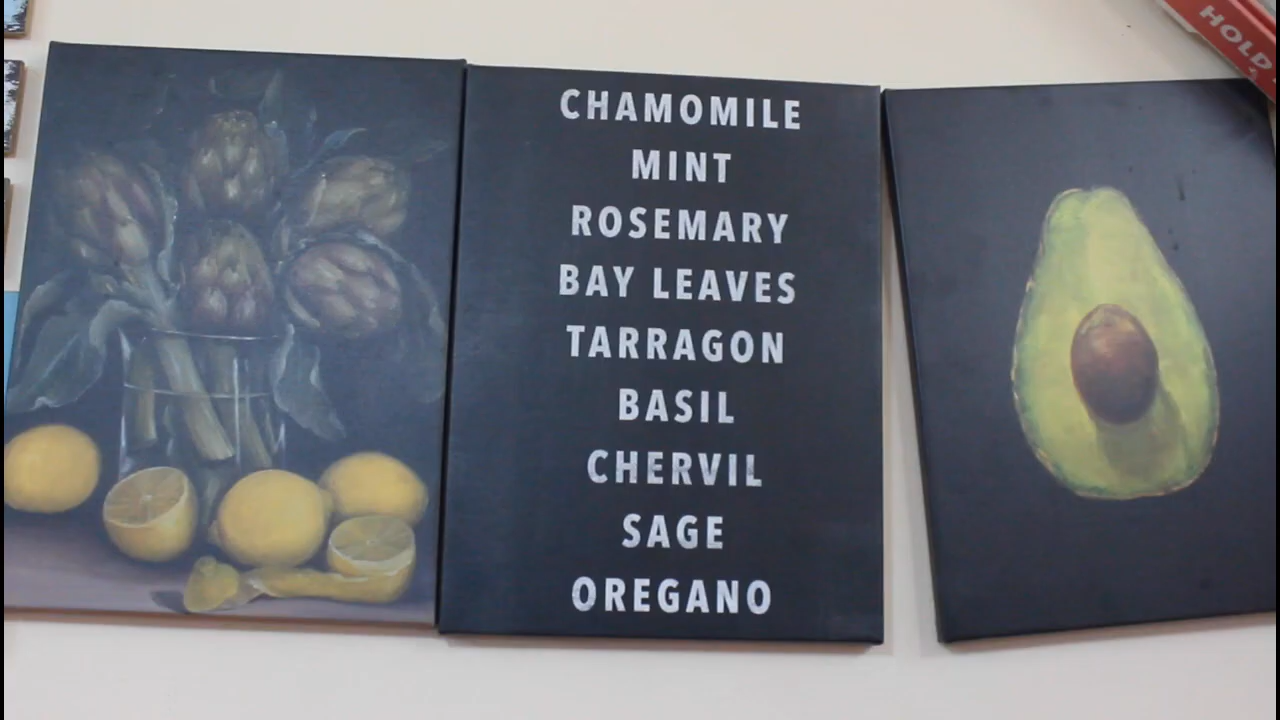 CHAMOMILE
MINT
ROSEMARY
BAY LEAVES
TARRAGON
BASIL
CHERVIL
SAGE
OREGANO
HOLD